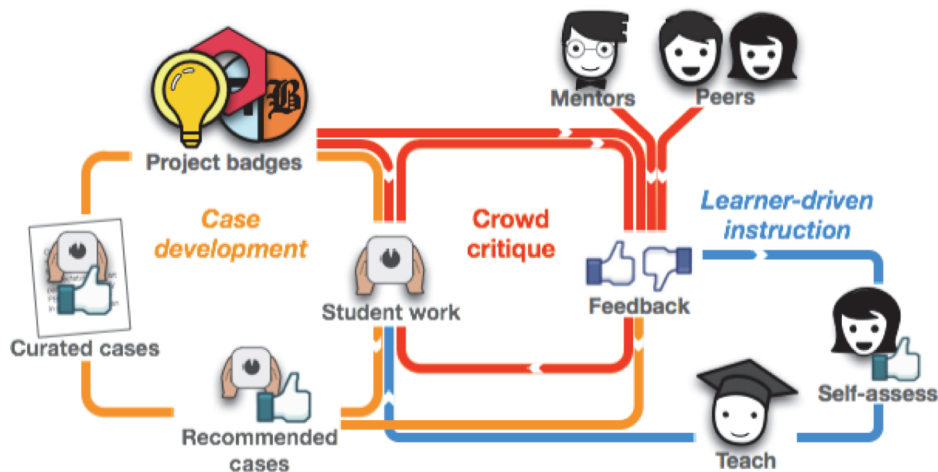 Mentors
Peers
Project badges
Case
development
Crowd
critique
Learner-driven
instruction
Student work
Feedback
Curated cases
Self-assess
Recommended
cases
Teach